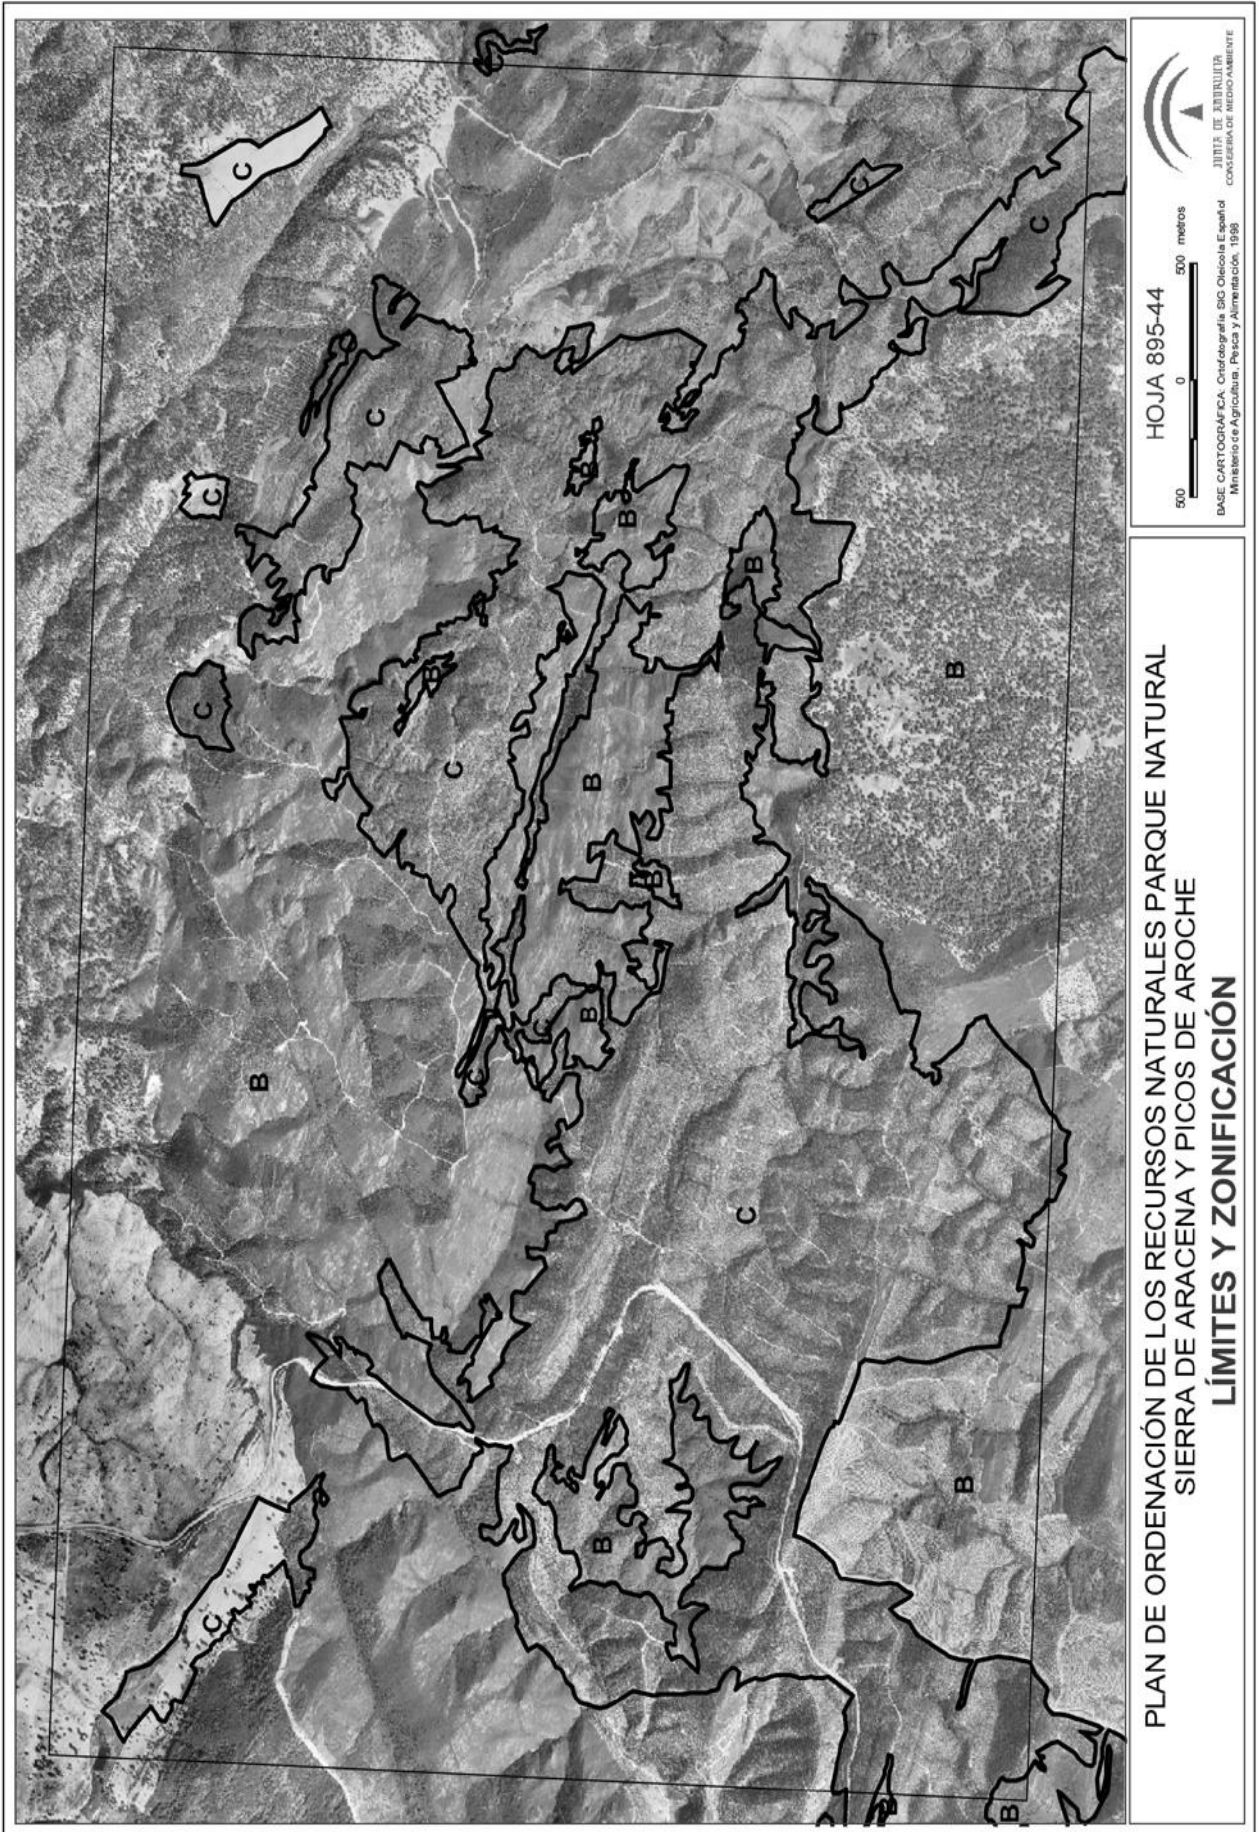 PLAN DE ORDENACIÓN DE LOS RECURSOS NATURALES PARQUE NATURAL
SIERRA DE ARACENA Y PICOS DE AROCHE
LÍMITES Y ZONIFICACIÓN
HOJA 895-44
500 0 500 metros
BASE CARTOGRÁFICA: Ortofotografía SIG Oleícola Español
Ministerio de Agricultura, Pesca y Alimentación, 1998
JUNTA DE ANDALUCIA
CONSEJERIA DE MEDIO AMBIENTE
C
C
C
C
C
C
B
B
B
B
C
B
B
B
B
C
B
C
B
C
C
B
B
B
B
C